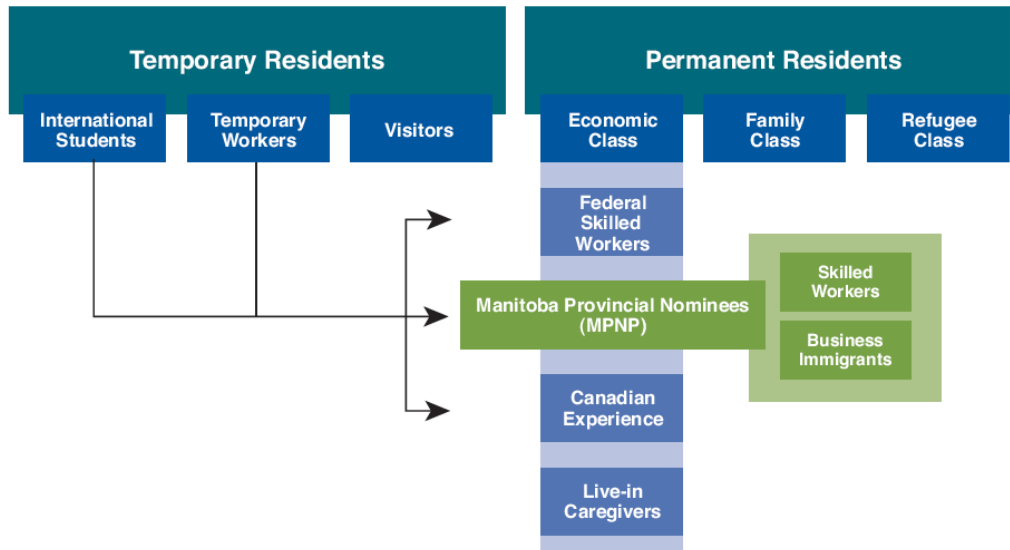 Temporary Residents
Permanent Residents
International
Students
Temporary
Workers
Visitors
Economic
Class
Family
Class
Refugee
Class
Federal
Skilled
Workers
Manitoba Provincial Nominees
(MPNP)
Skilled
Workers
Business
Immigrants
Canadian
Experience
Live-in
Caregivers